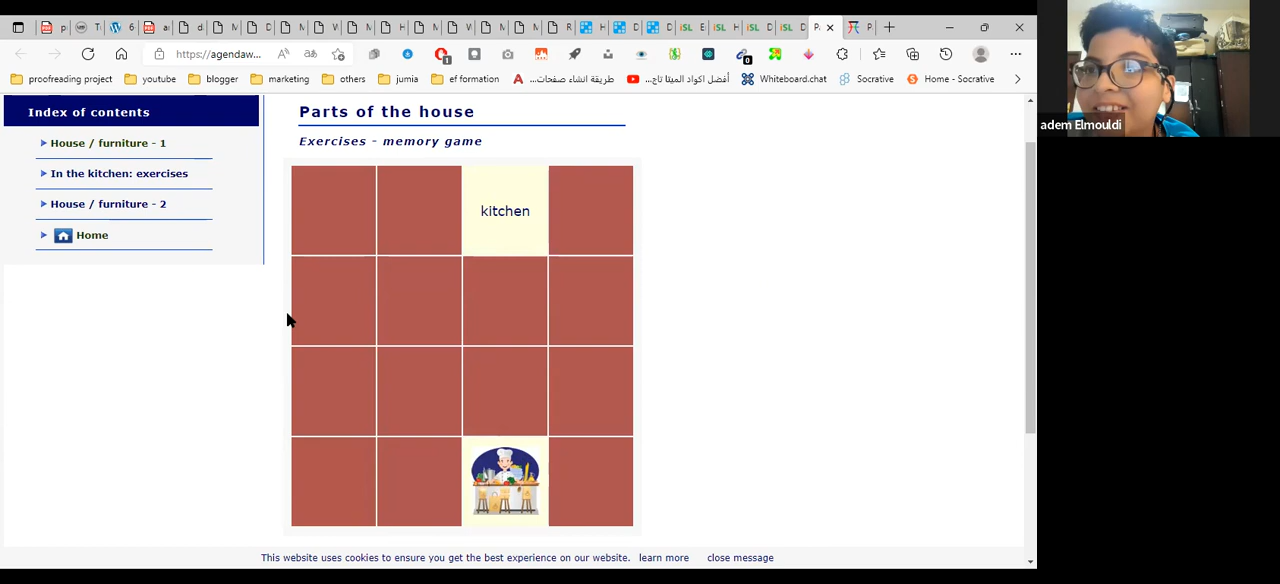 https://agendaw...
1
0
proofreading project
youtube
blogger
marketing
others
jumia
ef formation
طريقة انشاء صفحات...
أفضل اكواد الميتا تاج...
Whiteboard.chat
Socrative
Home - Socrative
adem Elmouldi
Index of contents
House / furniture - 1
In the kitchen: exercises
House / furniture - 2
Home
Parts of the house
Exercises - memory game
kitchen
This website uses cookies to ensure you get the best experience on our website. learn more close message